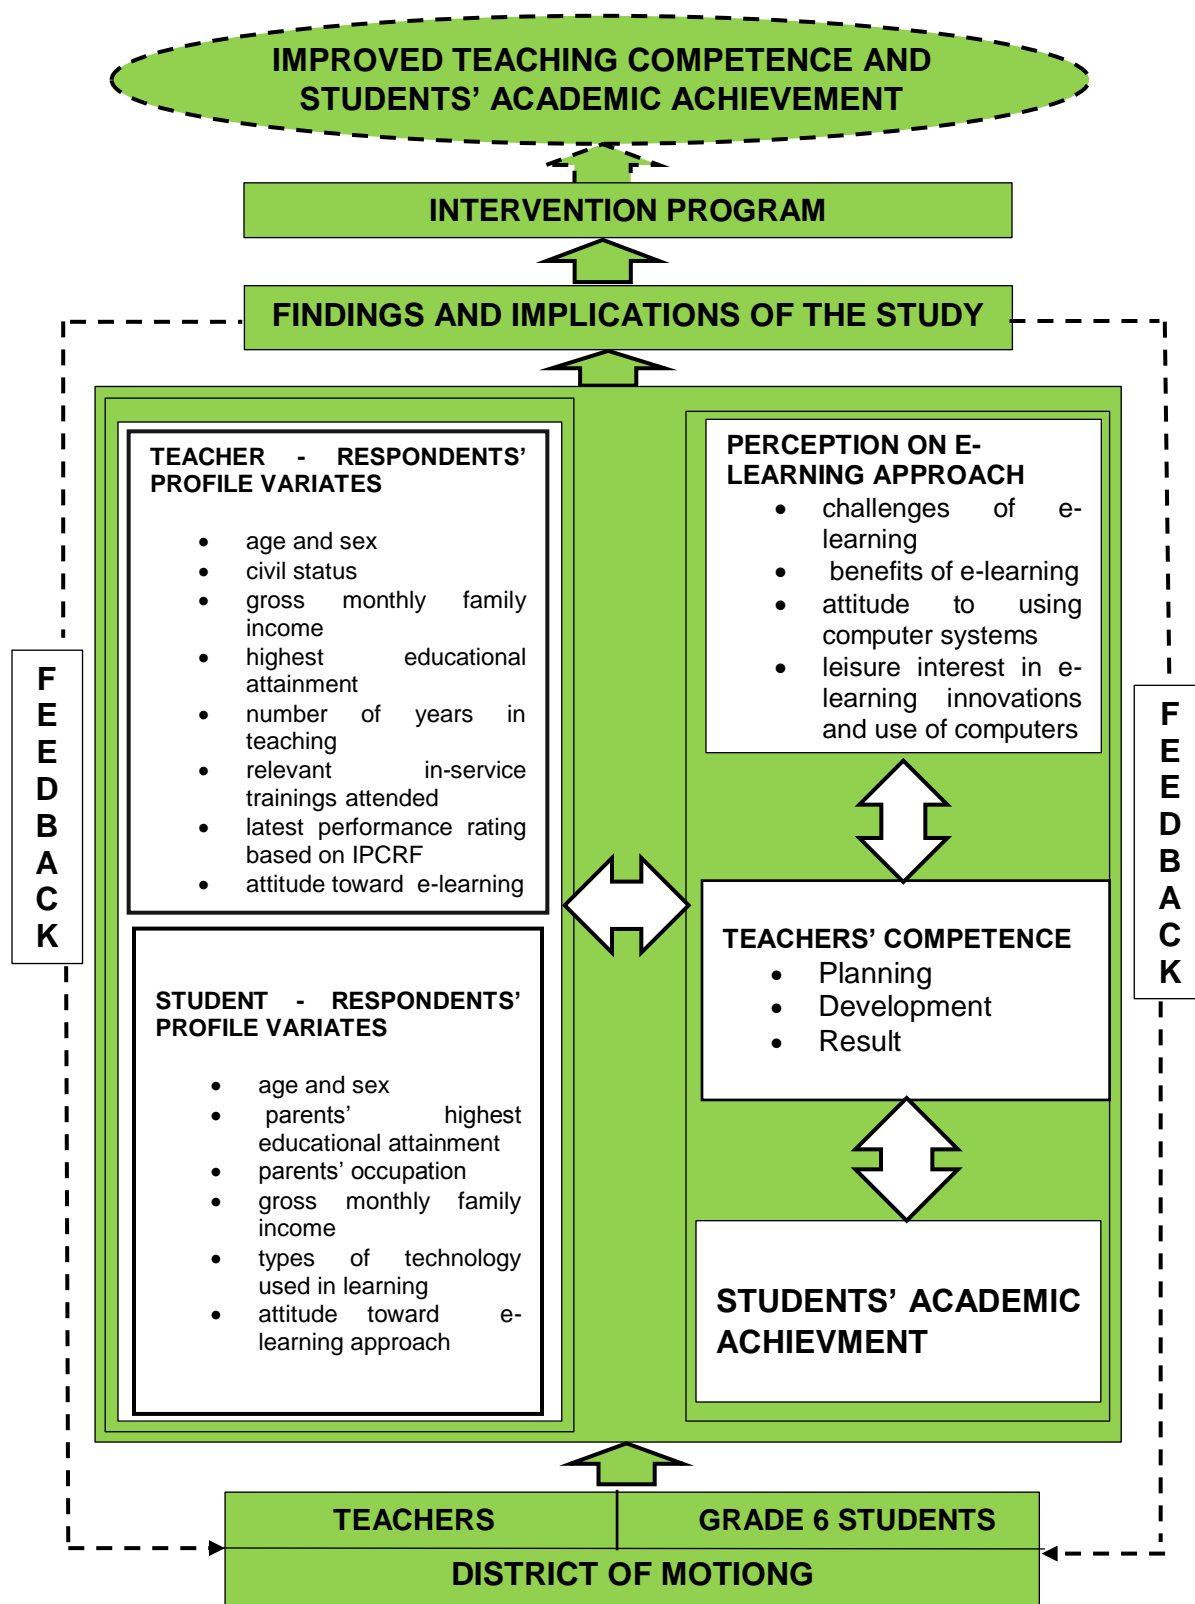 IMPROVED TEACHING COMPETENCE AND
STUDENTS’ ACADEMIC ACHIEVEMENT
INTERVENTION PROGRAM
FINDINGS AND IMPLICATIONS OF THE STUDY
TEACHER - RESPONDENTS’
PROFILE VARIATES
• age and sex
• civil status
• gross monthly family
income
• highest educational
attainment
• number of years in
teaching
• relevant in-service
trainings attended
• latest performance rating
based on IPCRF
• attitude toward e-learning
STUDENT - RESPONDENTS’
PROFILE VARIATES
• age and sex
• parents’ highest
educational attainment
• parents’ occupation
• gross monthly family
income
• types of technology
used in learning
• attitude toward e-
learning approach
PERCEPTION ON E-
LEARNING APPROACH
• challenges of e-
learning
• benefits of e-learning
• attitude to using
computer systems
• leisure interest in e-
learning innovations
and use of computers
TEACHERS’ COMPETENCE
• Planning
• Development
• Result
STUDENTS’ ACADEMIC
ACHIEVMENT
F
E
E
D
B
A
C
K
F
E
E
D
B
A
C
K
TEACHERS
GRADE 6 STUDENTS
DISTRICT OF MOTIONG